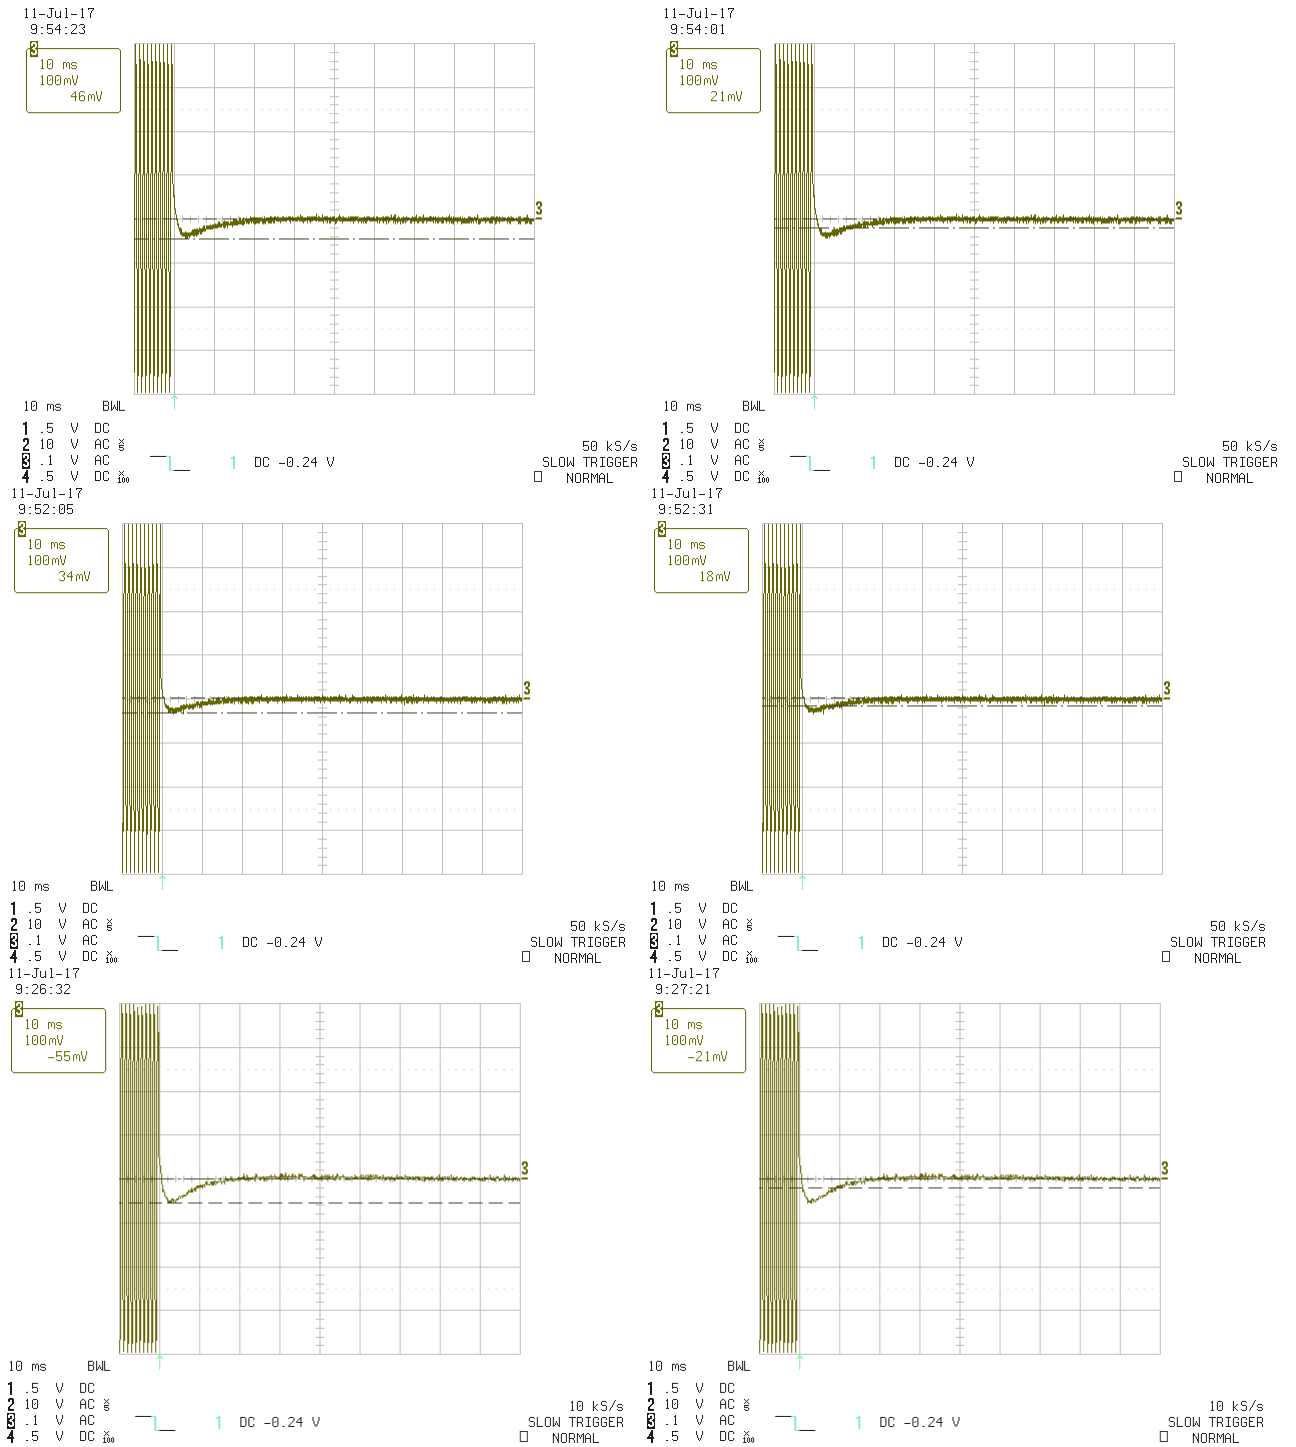 11-Jul-17
9:54:23
3
10 ms
100mV
46mV
3
10 ms BWL
1 .5 V DC
2 10 V AC
3 .1 V AC
4 .5 V DC x100
1 DC -0.24 V
50 kS/s
SLOW TRIGGER
NORMAL
11-Jul-17
9:54:01
3
10 ms
100mV
21mV
3
10 ms BWL
1 .5 V DC
2 10 V AC
3 .1 V AC
4 .5 V DC x100
1 DC -0.24 V
50 kS/s
SLOW TRIGGER
NORMAL
11-Jul-17
9:52:05
3
10 ms
100mV
34mV
3
10 ms BWL
1 .5 V DC
2 10 V AC
3 .1 V AC
4 .5 V DC x100
1 DC -0.24 V
50 kS/s
SLOW TRIGGER
NORMAL
11-Jul-17
9:52:31
3
10 ms
100mV
18mV
3
10 ms BWL
1 .5 V DC
2 10 V AC
3 .1 V AC
4 .5 V DC x100
1 DC -0.24 V
50 kS/s
SLOW TRIGGER
NORMAL
11-Jul-17
9:26:32
3
10 ms
100mV
-55mV
3
10 ms BWL
1 .5 V DC
2 10 V AC
3 .1 V AC
4 .5 V DC x100
1 DC -0.24 V
10 kS/s
SLOW TRIGGER
NORMAL
11-Jul-17
9:27:21
3
10 ms
100mV
-21mV
3
10 ms BWL
1 .5 V DC
2 10 V AC
3 .1 V AC
4 .5 V DC x100
1 DC -0.24 V
10 kS/s
SLOW TRIGGER
NORMAL